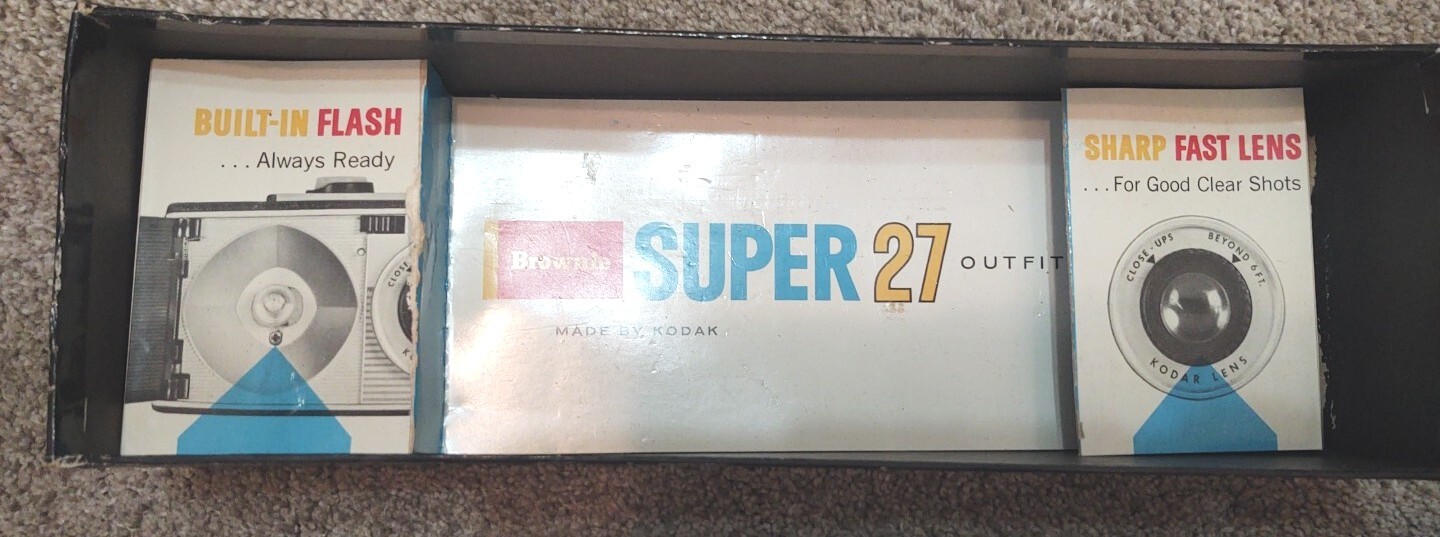 BUILT-IN FLASH
...Always Ready
CLOSE
K
Brownie SUPER 27 OUTFIT
MADE BY KODAK
SHARP FAST LENS
...For Good Clear Shots
CLOSE-UPS BEYOND 6 FT.
KODAR LENS